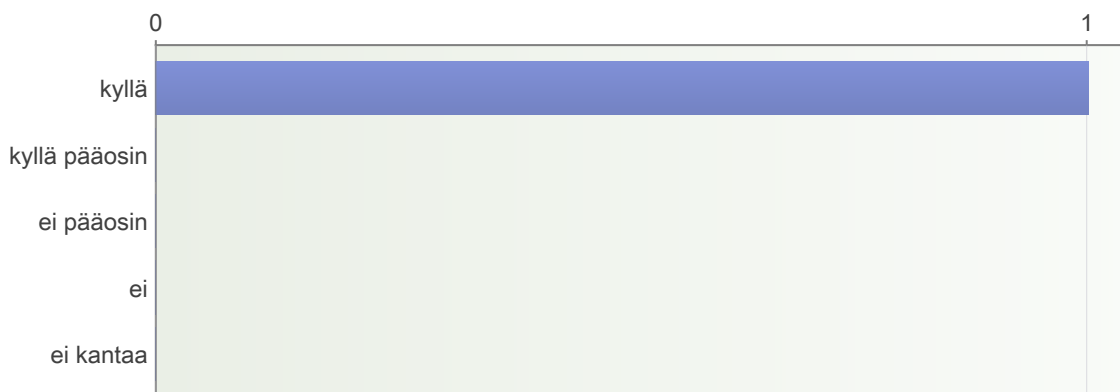 0 1
kyllä
kyllä pääosin
ei pääosin
ei
ei kantaa